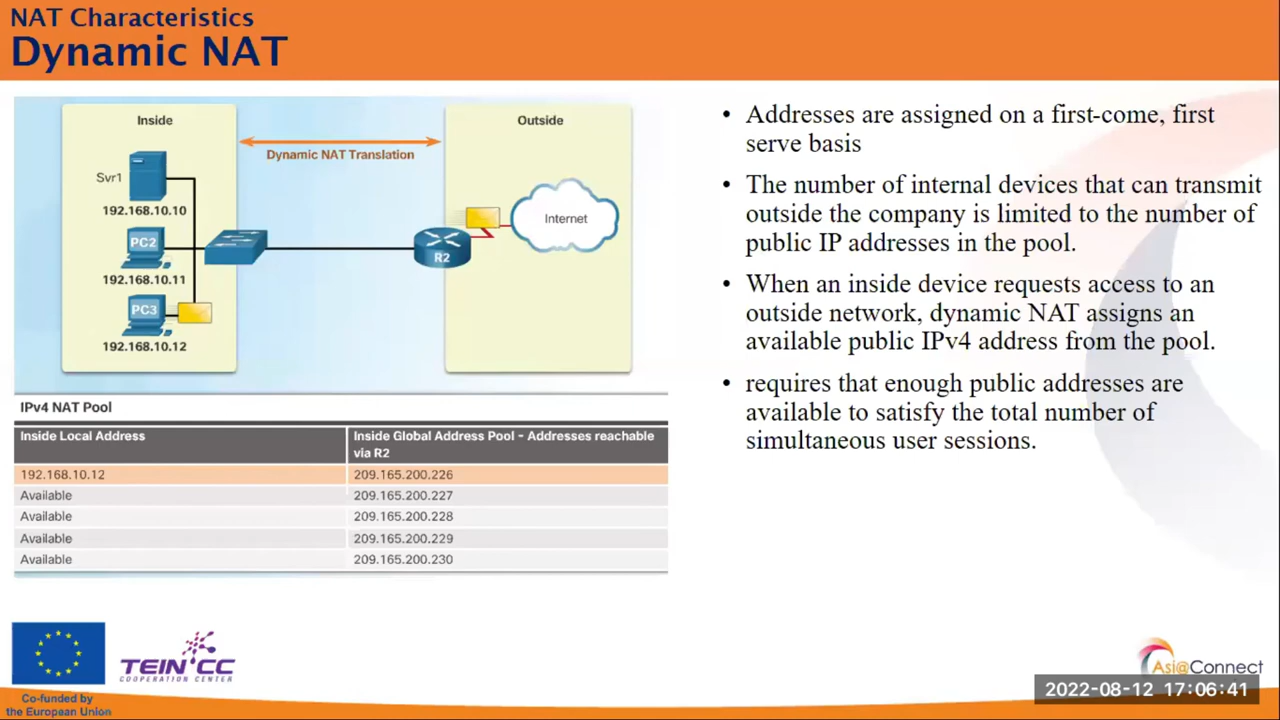 NAT Characteristics
Dynamic NAT
Inside
Outside
Dynamic NAT Translation
Svr1
192.168.10.10
PC2
192.168.10.11
PC3
192.168.10.12
R2
Internet
IPv4 NAT Pool
Inside Local Address
Inside Global Address Pool – Addresses reachable
via R2
192.168.10.12 209.165.200.226
Available 209.165.200.227
Available 209.165.200.228
Available 209.165.200.229
Available 209.165.200.230
• Addresses are assigned on a first-come, first
serve basis
• The number of internal devices that can transmit
outside the company is limited to the number of
public IP addresses in the pool.
• When an inside device requests access to an
outside network, dynamic NAT assigns an
available public IPv4 address from the pool.
• requires that enough public addresses are
available to satisfy the total number of
simultaneous user sessions.
TEIN*CC
COOPERATION CENTER
Co-funded by
the European Union
Asi@Connect
2022-08-12 17:06:41